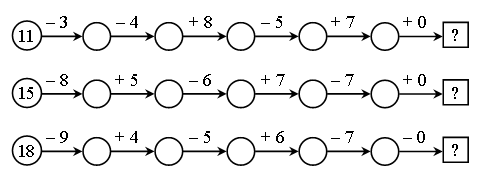 11 – 3 – 4 + 8 – 5 + 7 + 0 ?
15 – 8 + 5 – 6 + 7 – 7 + 0 ?
18 – 9 + 4 – 5 + 6 – 7 – 0 ?